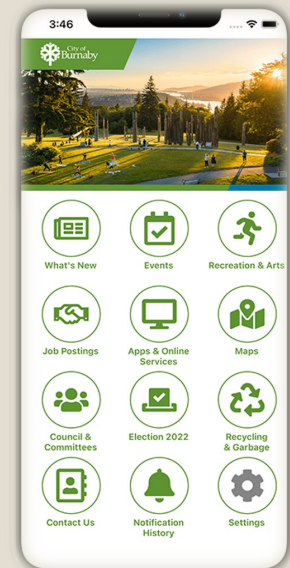 3:46
City of
Burnaby
What's New
Events
Recreation & Arts
Job Postings
Apps & Online
Services
Maps
Council &
Committees
Election 2022
Recycling
& Garbage
Contact Us
Notification
History
Settings